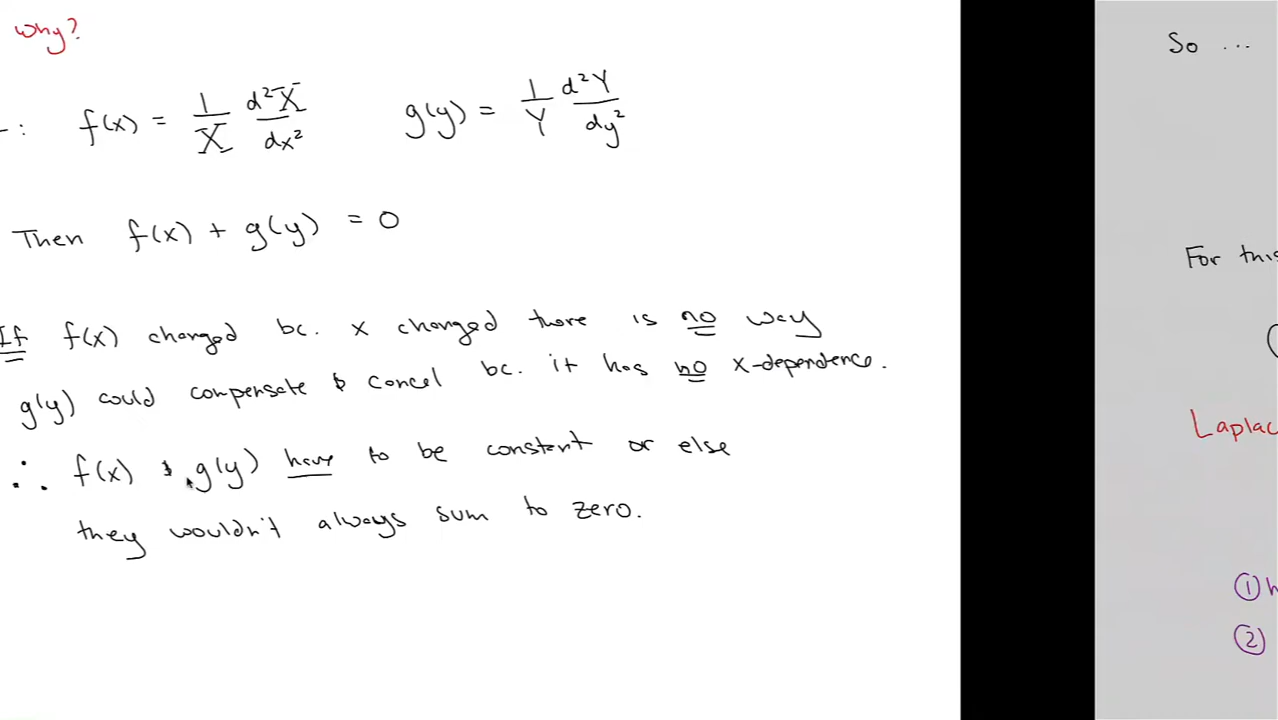 why?
: f(x) = 1/X d²X/dx² g(y) = 1/Y d²Y/dy²
Then f(x) + g(y) = 0
If f(x) changed bc. x changed there is no way
g(y) could compensate & cancel bc. it has no x-dependence.
∴ f(x) & g(y) have to be constant or else
they wouldn't always sum to zero.
So ...
For this
Laplac
①
②